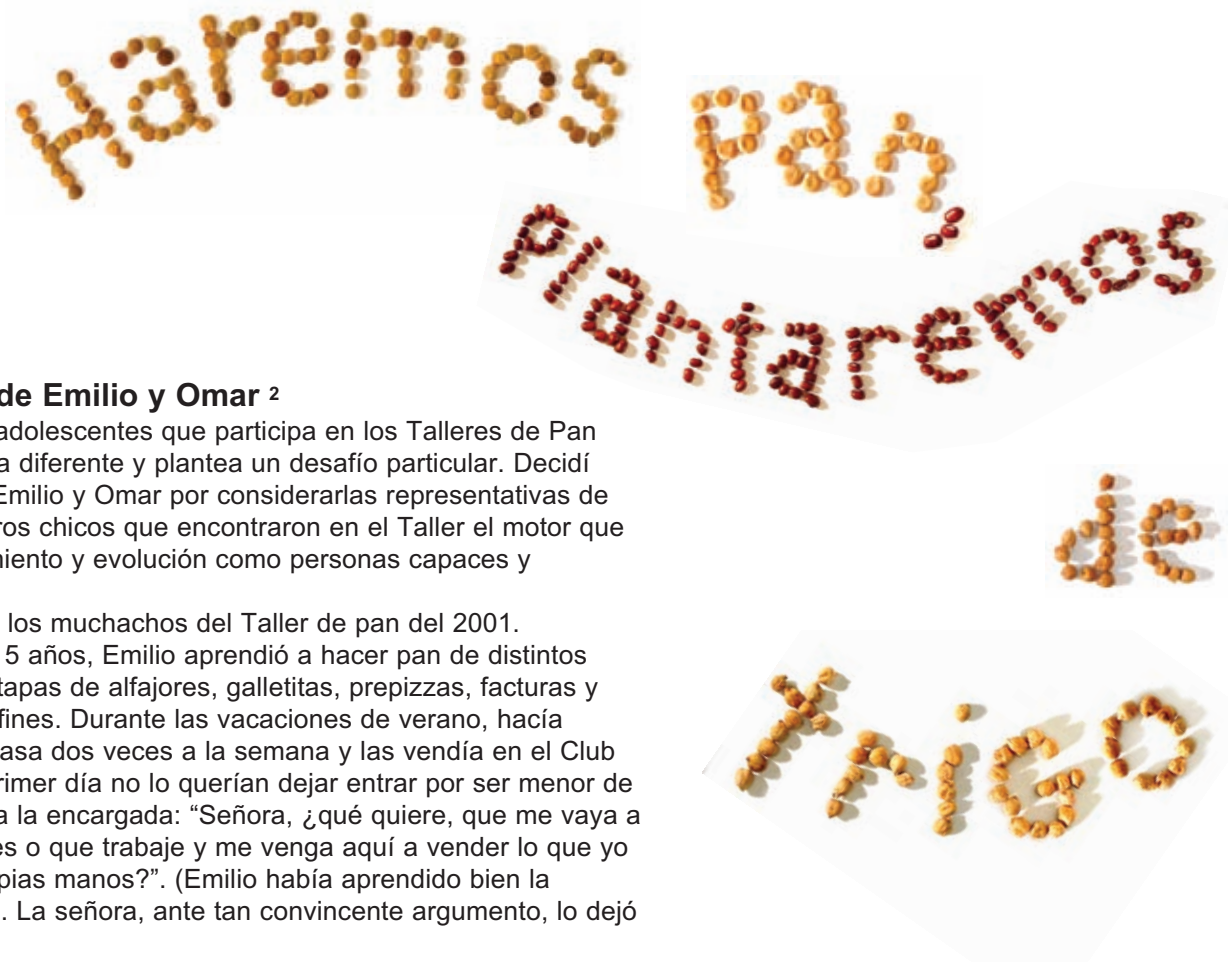 Haremos
pan,
Plantaremos
de Emilio y Omar 2
adolescentes que participa en los Talleres de Pan
a diferente y plantea un desafío particular. Decidí
Emilio y Omar por considerarlas representativas de
ros chicos que encontraron en el Taller el motor que
miento y evolución como personas capaces y
de
los muchachos del Taller de pan del 2001.
5 años, Emilio aprendió a hacer pan de distintos
tapas de alfajores, galletitas, prepizzas, facturas y
fines. Durante las vacaciones de verano, hacía
asa dos veces a la semana y las vendía en el Club
rimer día no lo querían dejar entrar por ser menor de
a la encargada: “Señora, ¿qué quiere, que me vaya a
es o que trabaje y me venga aquí a vender lo que yo
pias manos?”. (Emilio había aprendido bien la
. La señora, ante tan convincente argumento, lo dejó
trigo